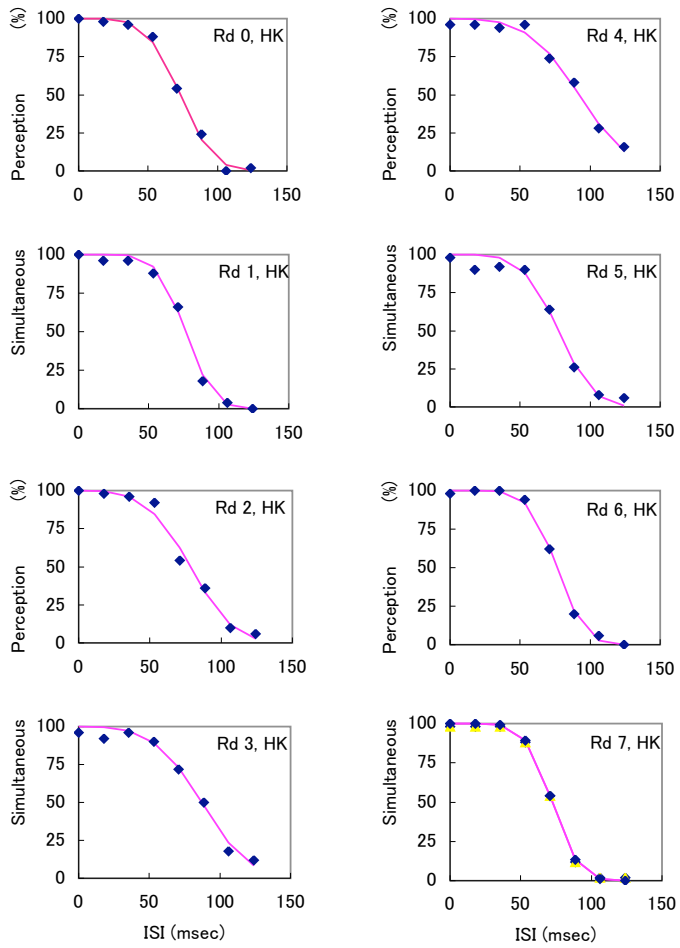 (%)
Perception
100
75
50
25
0
Rd 0, HK
0 50 100 150
(%)
Percepttion
100
75
50
25
0
Rd 4, HK
0 50 100 150
Simultaneous
100
75
50
25
0
Rd 1, HK
0 50 100 150
Simultaneous
100
75
50
25
0
Rd 5, HK
0 50 100 150
(%)
Perception
100
75
50
25
0
Rd 2, HK
0 50 100 150
(%)
Perception
100
75
50
25
0
Rd 6, HK
0 50 100 150
Simultaneous
100
75
50
25
0
Rd 3, HK
0 50 100 150
ISI (msec)
Simultaneous
100
75
50
25
0
Rd 7, HK
0 50 100 150
ISI (msec)